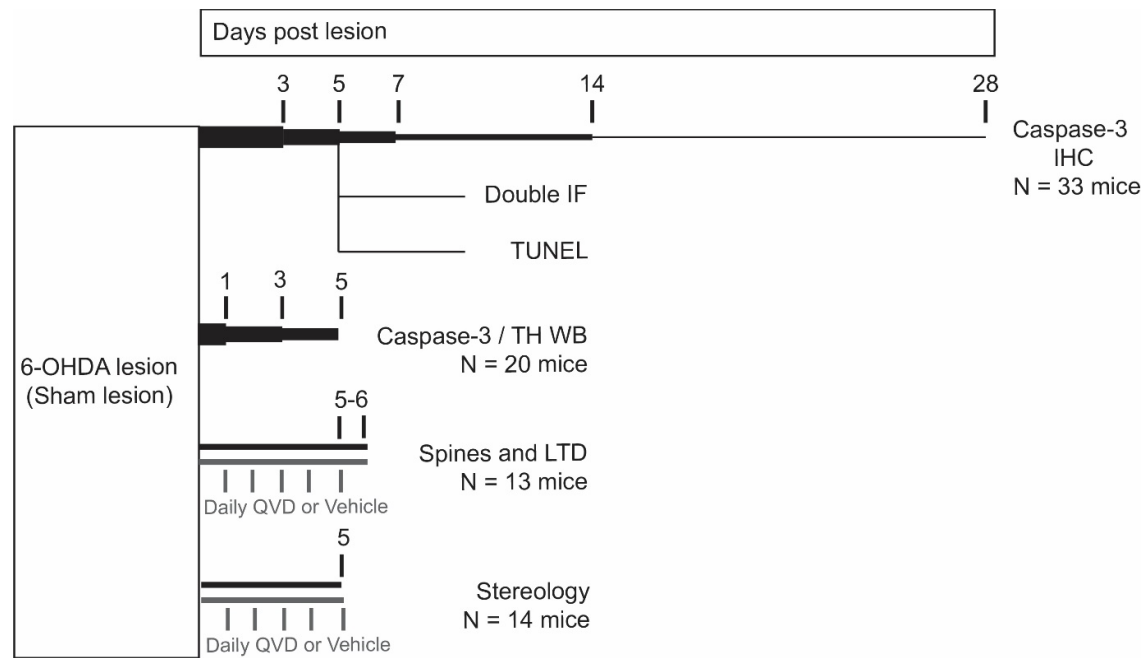 Days post lesion
3 5 7 14 28
Caspase-3
IHC
N = 33 mice
Double IF
TUNEL
1 3 5
Caspase-3 / TH WB
N = 20 mice
6-OHDA lesion
(Sham lesion)
5-6
Spines and LTD
N = 13 mice
Daily QVD or Vehicle
5
Stereology
N = 14 mice
Daily QVD or Vehicle